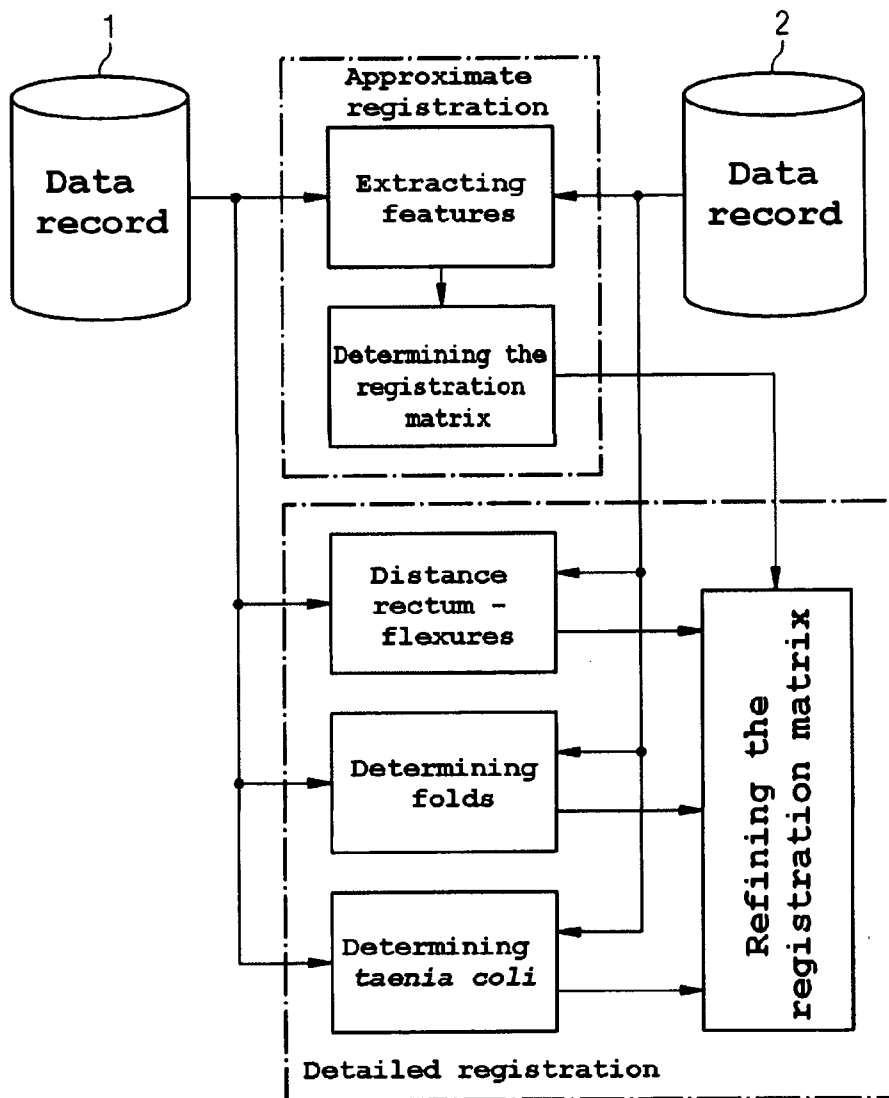 1
2
Approximate
registration
Data
record
Extracting
features
Data
record
Determining the
registration
matrix
Distance
rectum -
flexures
Determining
folds
Determining
taenia coli
Refining the
registration matrix
Detailed registration